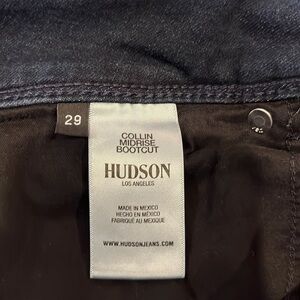 29
COLLIN
MIDRISE
BOOTCUT
HUDSON
LOS ANGELES
MADE IN MEXICO
HECHO EN MÉXICO
FABRIQUÉ AU MEXIQUE
WWW.HUDSONJEANS.COM